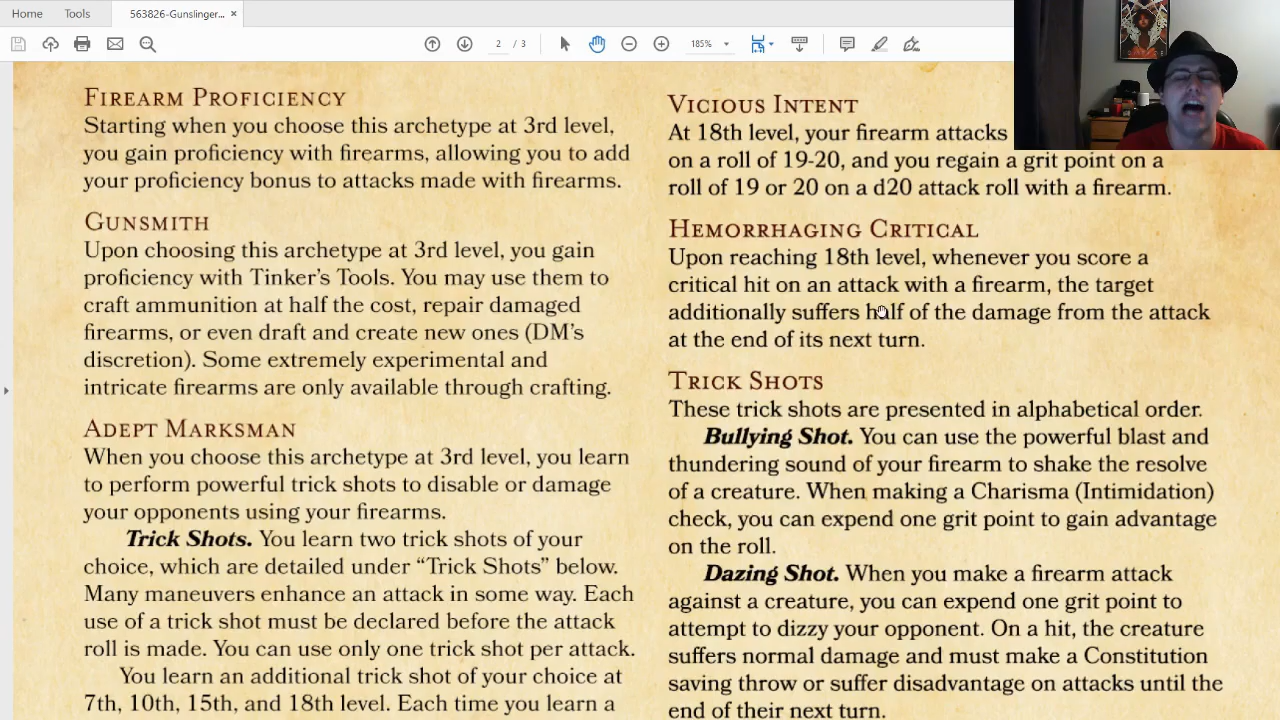 Home
Tools
563826-Gunslinger...
2 / 3
185%
FIREARM PROFICIENCY
Starting when you choose this archetype at 3rd level,
you gain proficiency with firearms, allowing you to add
your proficiency bonus to attacks made with firearms.
GUNSMITH
Upon choosing this archetype at 3rd level, you gain
proficiency with Tinker's Tools. You may use them to
craft ammunition at half the cost, repair damaged
firearms, or even draft and create new ones (DM's
discretion). Some extremely experimental and
intricate firearms are only available through crafting.
ADEPT MARKSMAN
When you choose this archetype at 3rd level, you learn
to perform powerful trick shots to disable or damage
your opponents using your firearms.
Trick Shots. You learn two trick shots of your
choice, which are detailed under “Trick Shots” below.
Many maneuvers enhance an attack in some way. Each
use of a trick shot must be declared before the attack
roll is made. You can use only one trick shot per attack.
You learn an additional trick shot of your choice at
7th, 10th, 15th, and 18th level. Each time you learn a
VICIOUS INTENT
At 18th level, your firearm attacks
on a roll of 19-20, and you regain a grit point on a
roll of 19 or 20 on a d20 attack roll with a firearm.
HEMORRHAGING CRITICAL
Upon reaching 18th level, whenever you score a
critical hit on an attack with a firearm, the target
additionally suffers half of the damage from the attack
at the end of its next turn.
TRICK SHOTS
These trick shots are presented in alphabetical order.
Bullying Shot. You can use the powerful blast and
thundering sound of your firearm to shake the resolve
of a creature. When making a Charisma (Intimidation)
check, you can expend one grit point to gain advantage
on the roll.
Dazing Shot. When you make a firearm attack
against a creature, you can expend one grit point to
attempt to dizzy your opponent. On a hit, the creature
suffers normal damage and must make a Constitution
saving throw or suffer disadvantage on attacks until the
end of their next turn.